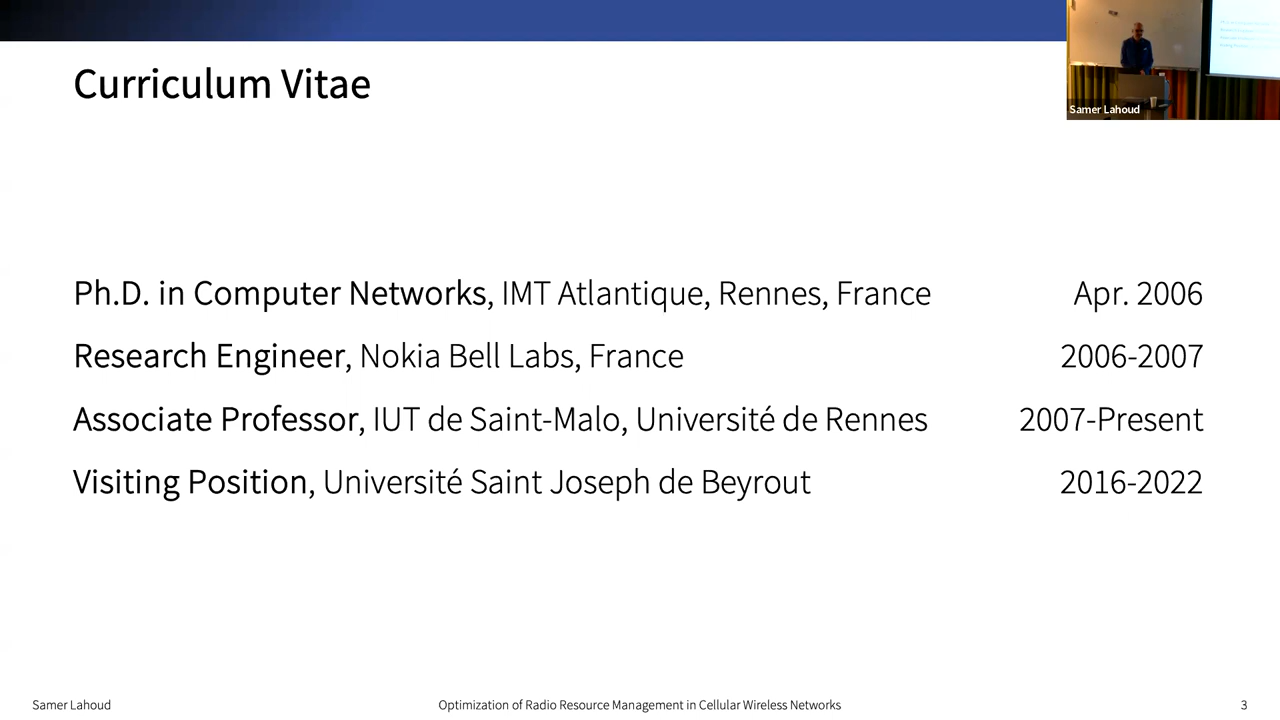 Curriculum Vitae
Samer Lahoud
Ph.D. in Computer Networks, IMT Atlantique, Rennes, France Apr. 2006
Research Engineer, Nokia Bell Labs, France 2006-2007
Associate Professor, IUT de Saint-Malo, Université de Rennes 2007-Present
Visiting Position, Université Saint Joseph de Beyrout 2016-2022
Samer Lahoud Optimization of Radio Resource Management in Cellular Wireless Networks 3